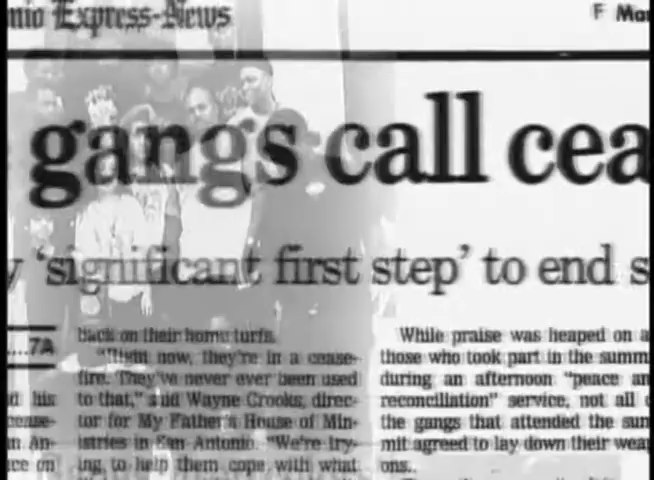 nio Express-News
F Mar
gangs call cea
y 'significant first step' to end s
....7A
d his
cease-
n An-
ce on
back on their home turfs.
"Right now, they're in a cease-
fire. They've never ever been used
to that," said Wayne Crooks, direc-
tor for My Father's House of Min-
istries in San Antonio. "We're try-
ing to help them cope with what
While praise was heaped on a
those who took part in the summ
during an afternoon "peace an
reconciliation" service, not all
the gangs that attended the sum
mit agreed to lay down their weap
ons.